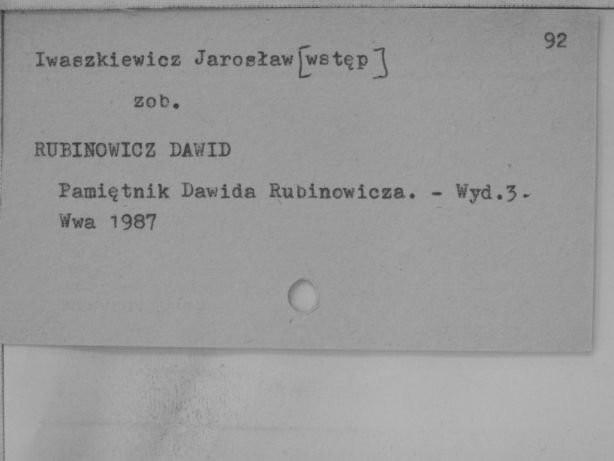 92
Iwaszkiewicz Jarosław [wstęp]
zob.
RUBINOWICZ DAWID
Pamiętnik Dawida Rubinowicza. - Wyd.3.
Wwa 1987